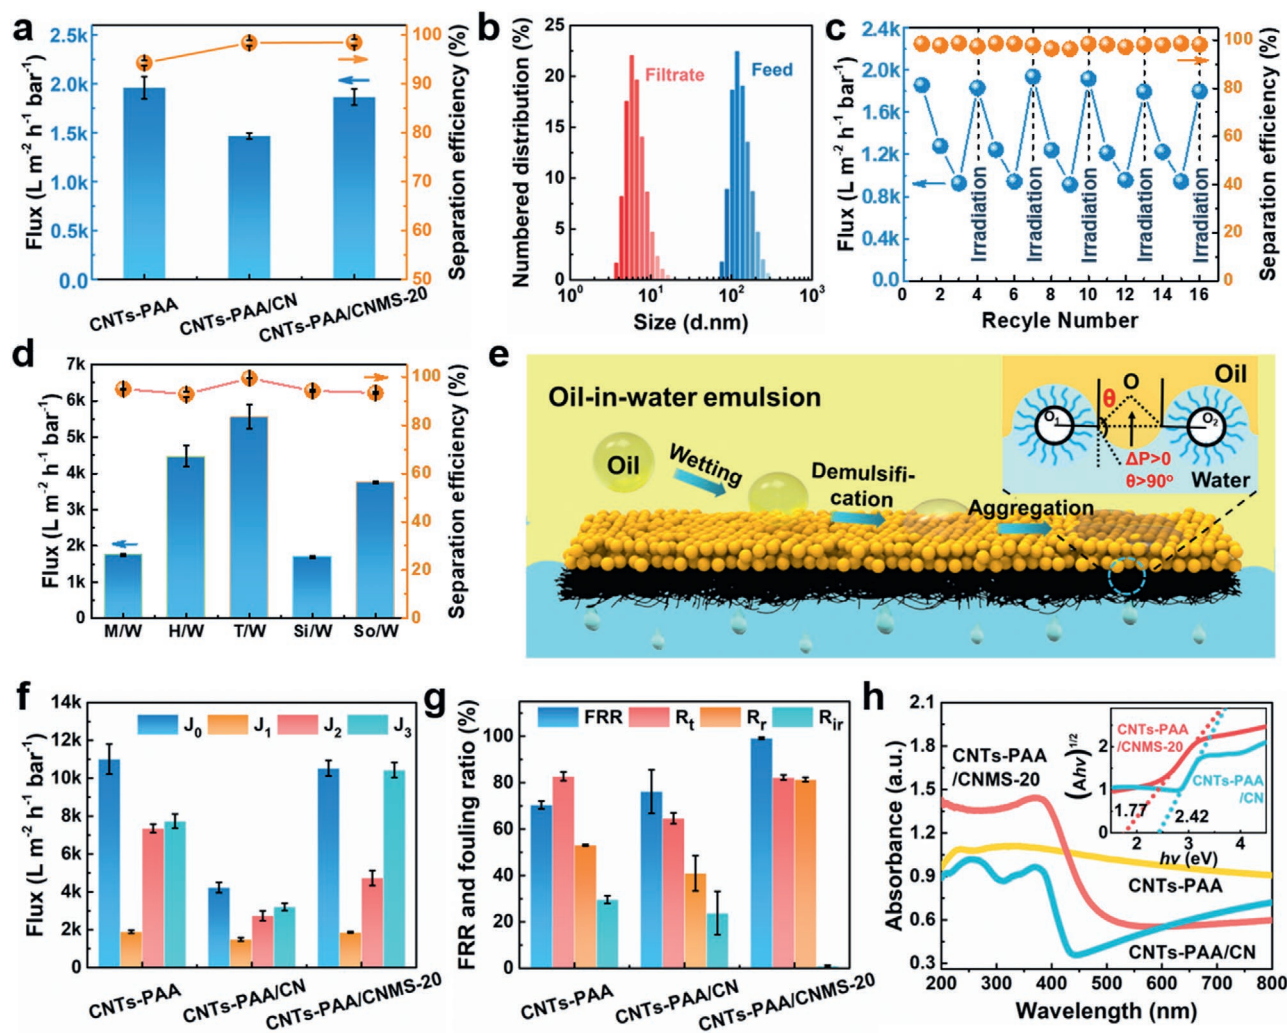 a
Flux (L m⁻² h⁻¹ bar⁻¹)
2.5k
2.0k
1.5k
1.0k
0.5k
0.0
100
90
80
70
60
50
Separation efficiency (%)
CNTs-PAA
CNTs-PAA/CN
CNTs-PAA/CNMS-20
b
Numbered distribution (%)
25
20
15
10
5
0
Filtrate
Feed
10⁰
10¹
10²
10³
Size (d.nm)
c
Flux (L m⁻² h⁻¹ bar⁻¹)
2.4k
2.0k
1.6k
1.2k
0.8k
0.4k
0.0
Irradiation
Irradiation
Irradiation
Irradiation
Irradiation
100
80
60
40
20
0
Separation efficiency (%)
0 2 4 6 8 10 12 14 16
Recyle Number
d
Flux (L m⁻² h⁻¹ bar⁻¹)
7k
6k
5k
4k
3k
2k
1k
0
100
80
60
40
20
0
Separation efficiency (%)
M/W H/W T/W Si/W So/W
e
Oil-in-water emulsion
Oil
Wetting
Demulsifi-
cation
Aggregation
Oil
O
θ
O₁
O₂
ΔP>0
θ>90°
Water
f
Flux (L m⁻² h⁻¹ bar⁻¹)
14k
12k
10k
8k
6k
4k
2k
0
J₀ J₁ J₂ J₃
CNTs-PAA
CNTs-PAA/CN
CNTs-PAA/CNMS-20
g
FRR and fouling ratio (%)
100
80
60
40
20
0
FRR Rₜ Rᵣ Rᵢᵣ
CNTs-PAA
CNTs-PAA/CN
CNTs-PAA/CNMS-20
h
Absorbance (a.u.)
2.1
1.8
1.5
1.2
0.9
0.6
0.3
CNTs-PAA
/CNMS-20
CNTs-PAA
CNTs-PAA/CN
200 300 400 500 600 700 800
Wavelength (nm)
(Ahν)¹ᐟ²
2
1
0
CNTs-PAA
/CNMS-20
CNTs-PAA
/CN
1.77
2.42
2 3 4
hν (eV)